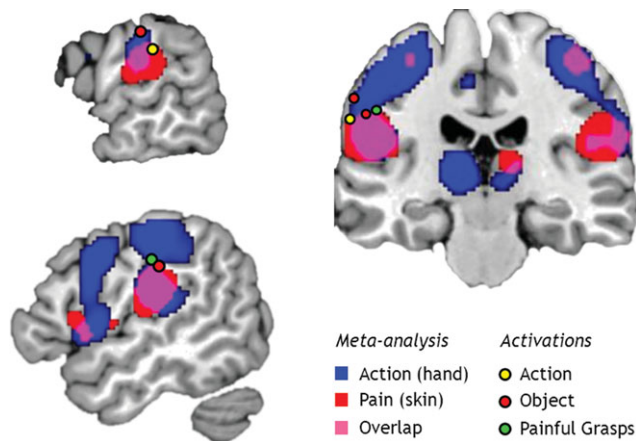 Meta-analysis Activations
Action (hand) Action
Pain (skin) Object
Overlap Painful Grasps